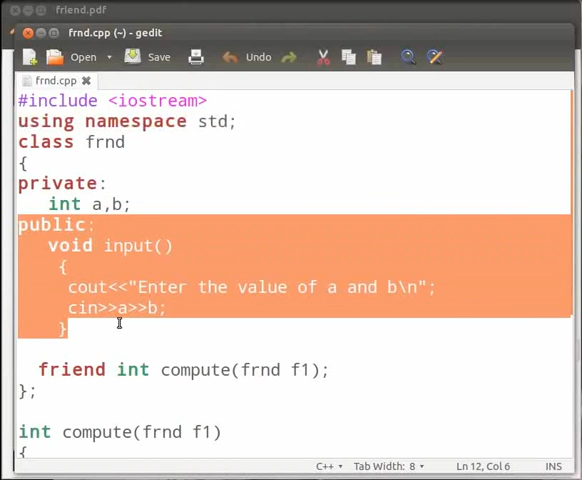 friend.pdf
frnd.cpp (~) - gedit
Open Save Undo
frnd.cpp
#include <iostream>
using namespace std;
class frnd
{
private:
int a,b;
public:
void input()
{
cout<<"Enter the value of a and b\n";
cin>>a>>b;
}
friend int compute(frnd f1);
};
int compute(frnd f1)
{
C++ Tab Width: 8 Ln 12, Col 6 INS